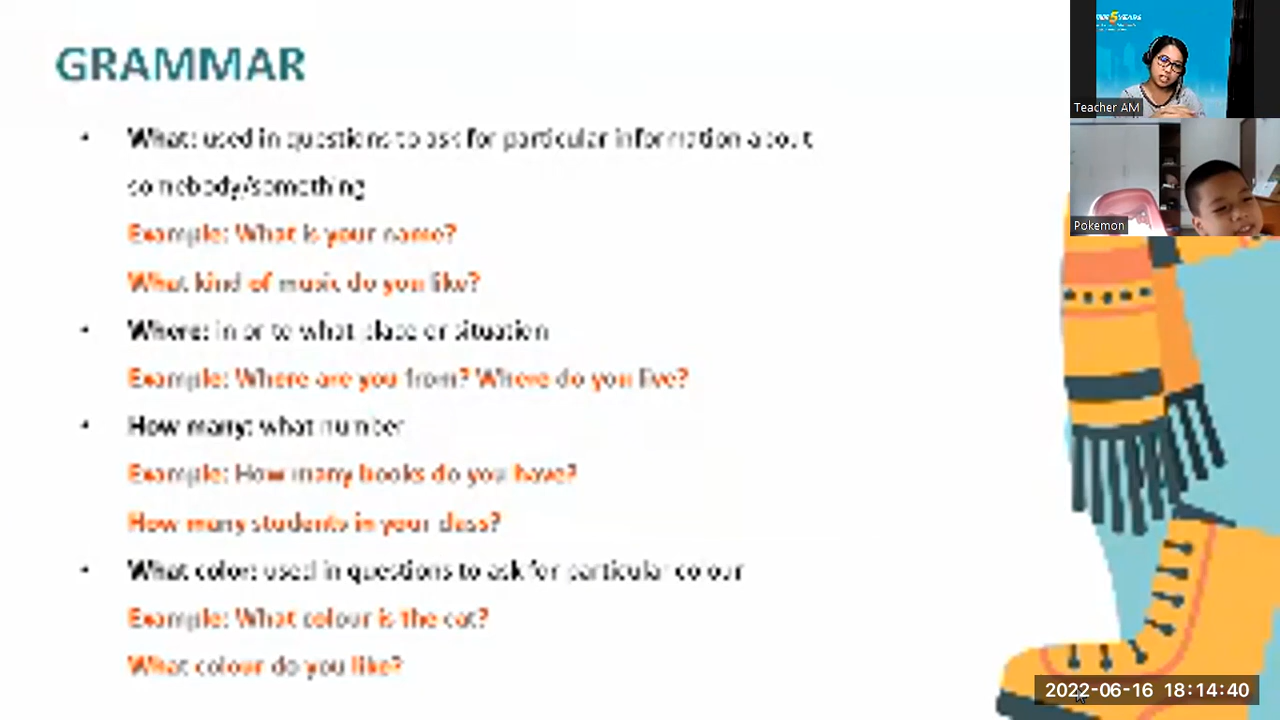 GRAMMAR
• What: used in questions to ask for particular information about
somebody/something
Example: What is your name?
What kind of music do you like?
• Where: in or to what place or situation
Example: Where are you from? Where do you live?
• How many: what number
Example: How many books do you have?
How many students in your class?
• What color: used in questions to ask for particular colour
Example: What colour is the cat?
What colour do you like?
5 YEARS
Teacher AM
Pokemon
2022-06-16 18:14:40